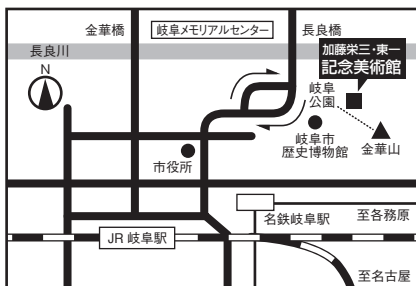 金華橋
岐阜メモリアルセンター
長良橋
長良川
N
加藤栄三・東一
記念美術館
岐阜
公園
岐阜市
歴史博物館
金華山
市役所
名鉄岐阜駅
至各務原
JR 岐阜駅
至名古屋